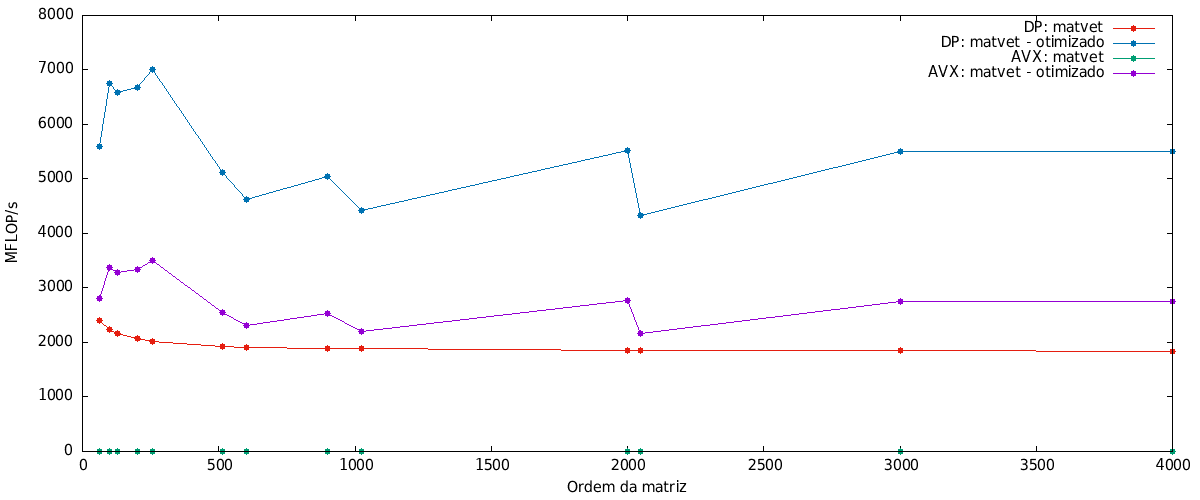 8000
7000
6000
5000
4000
3000
2000
1000
0
MFLOP/s
DP: matvet
DP: matvet - otimizado
AVX: matvet
AVX: matvet - otimizado
0 500 1000 1500 2000 2500 3000 3500 4000
Ordem da matriz